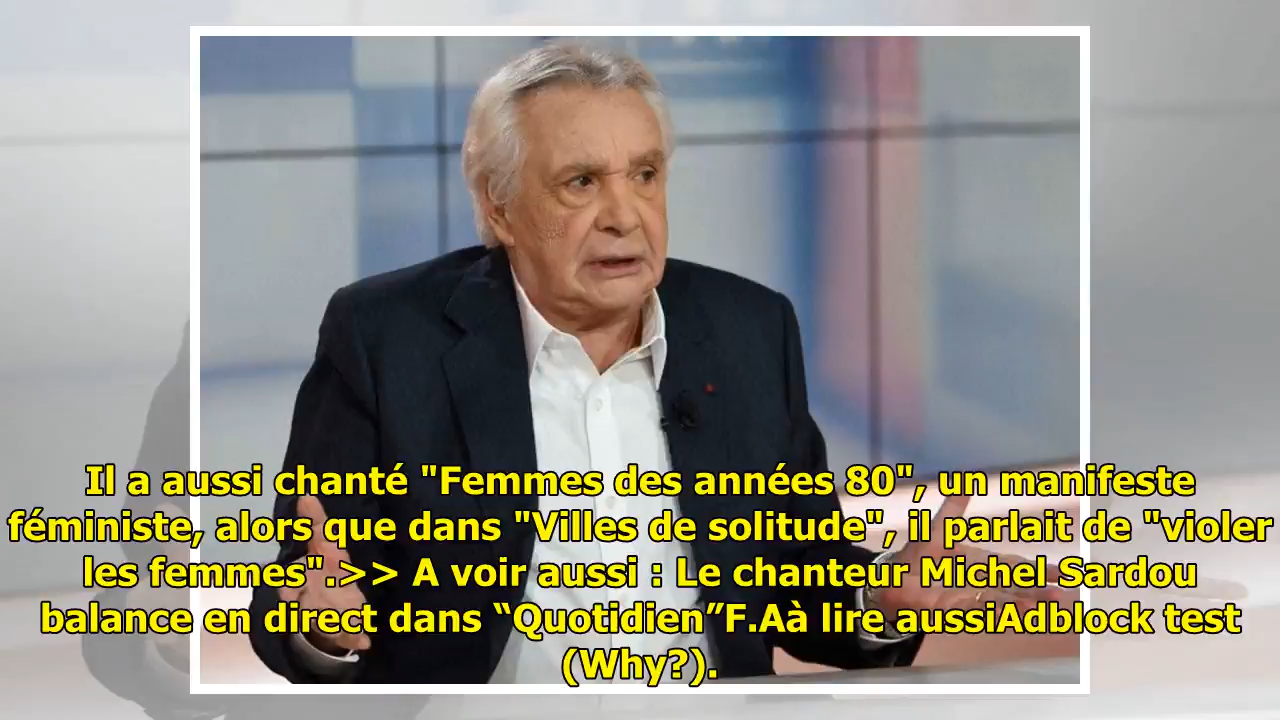 Il a aussi chanté "Femmes des années 80", un manifeste
féministe, alors que dans "Villes de solitude", il parlait de "violer
les femmes".>> A voir aussi : Le chanteur Michel Sardou
balance en direct dans “Quotidien”F.Aà lire aussiAdblock test
(Why?).